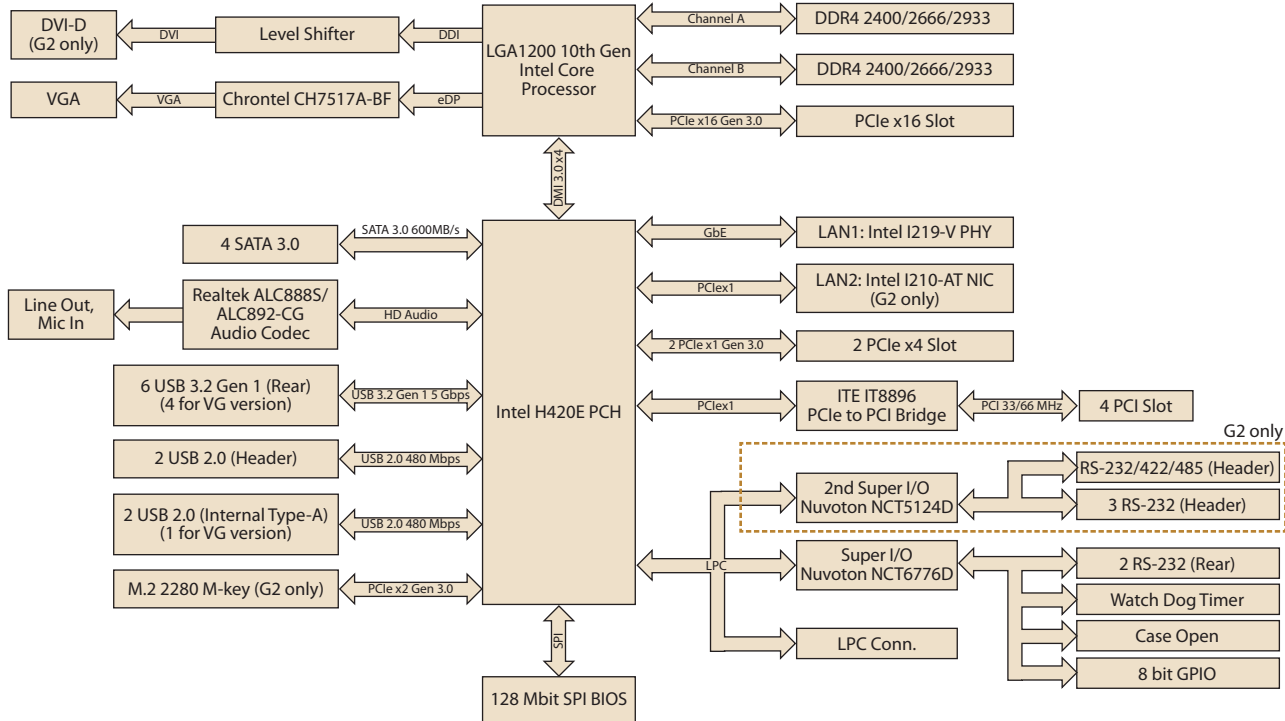 DVI-D
(G2 only)
DVI
Level Shifter
DDI
LGA1200 10th Gen
Intel Core
Processor
Channel A
DDR4 2400/2666/2933
Channel B
DDR4 2400/2666/2933
VGA
VGA
Chrontel CH7517A-BF
eDP
PCIe x16 Gen 3.0
PCIe x16 Slot
DMI 3.0 x4
4 SATA 3.0
SATA 3.0 600MB/s
Intel H420E PCH
GbE
LAN1: Intel I219-V PHY
Line Out,
Mic In
Realtek ALC888S/
ALC892-CG
Audio Codec
HD Audio
PCIex1
LAN2: Intel I210-AT NIC
(G2 only)
2 PCIe x1 Gen 3.0
2 PCIe x4 Slot
6 USB 3.2 Gen 1 (Rear)
(4 for VG version)
USB 3.2 Gen 1 5 Gbps
PCIex1
ITE IT8896
PCIe to PCI Bridge
PCI 33/66 MHz
4 PCI Slot
G2 only
2 USB 2.0 (Header)
USB 2.0 480 Mbps
2nd Super I/O
Nuvoton NCT5124D
RS-232/422/485 (Header)
3 RS-232 (Header)
2 USB 2.0 (Internal Type-A)
(1 for VG version)
USB 2.0 480 Mbps
LPC
Super I/O
Nuvoton NCT6776D
2 RS-232 (Rear)
Watch Dog Timer
Case Open
8 bit GPIO
M.2 2280 M-key (G2 only)
PCIe x2 Gen 3.0
LPC Conn.
SPI
128 Mbit SPI BIOS